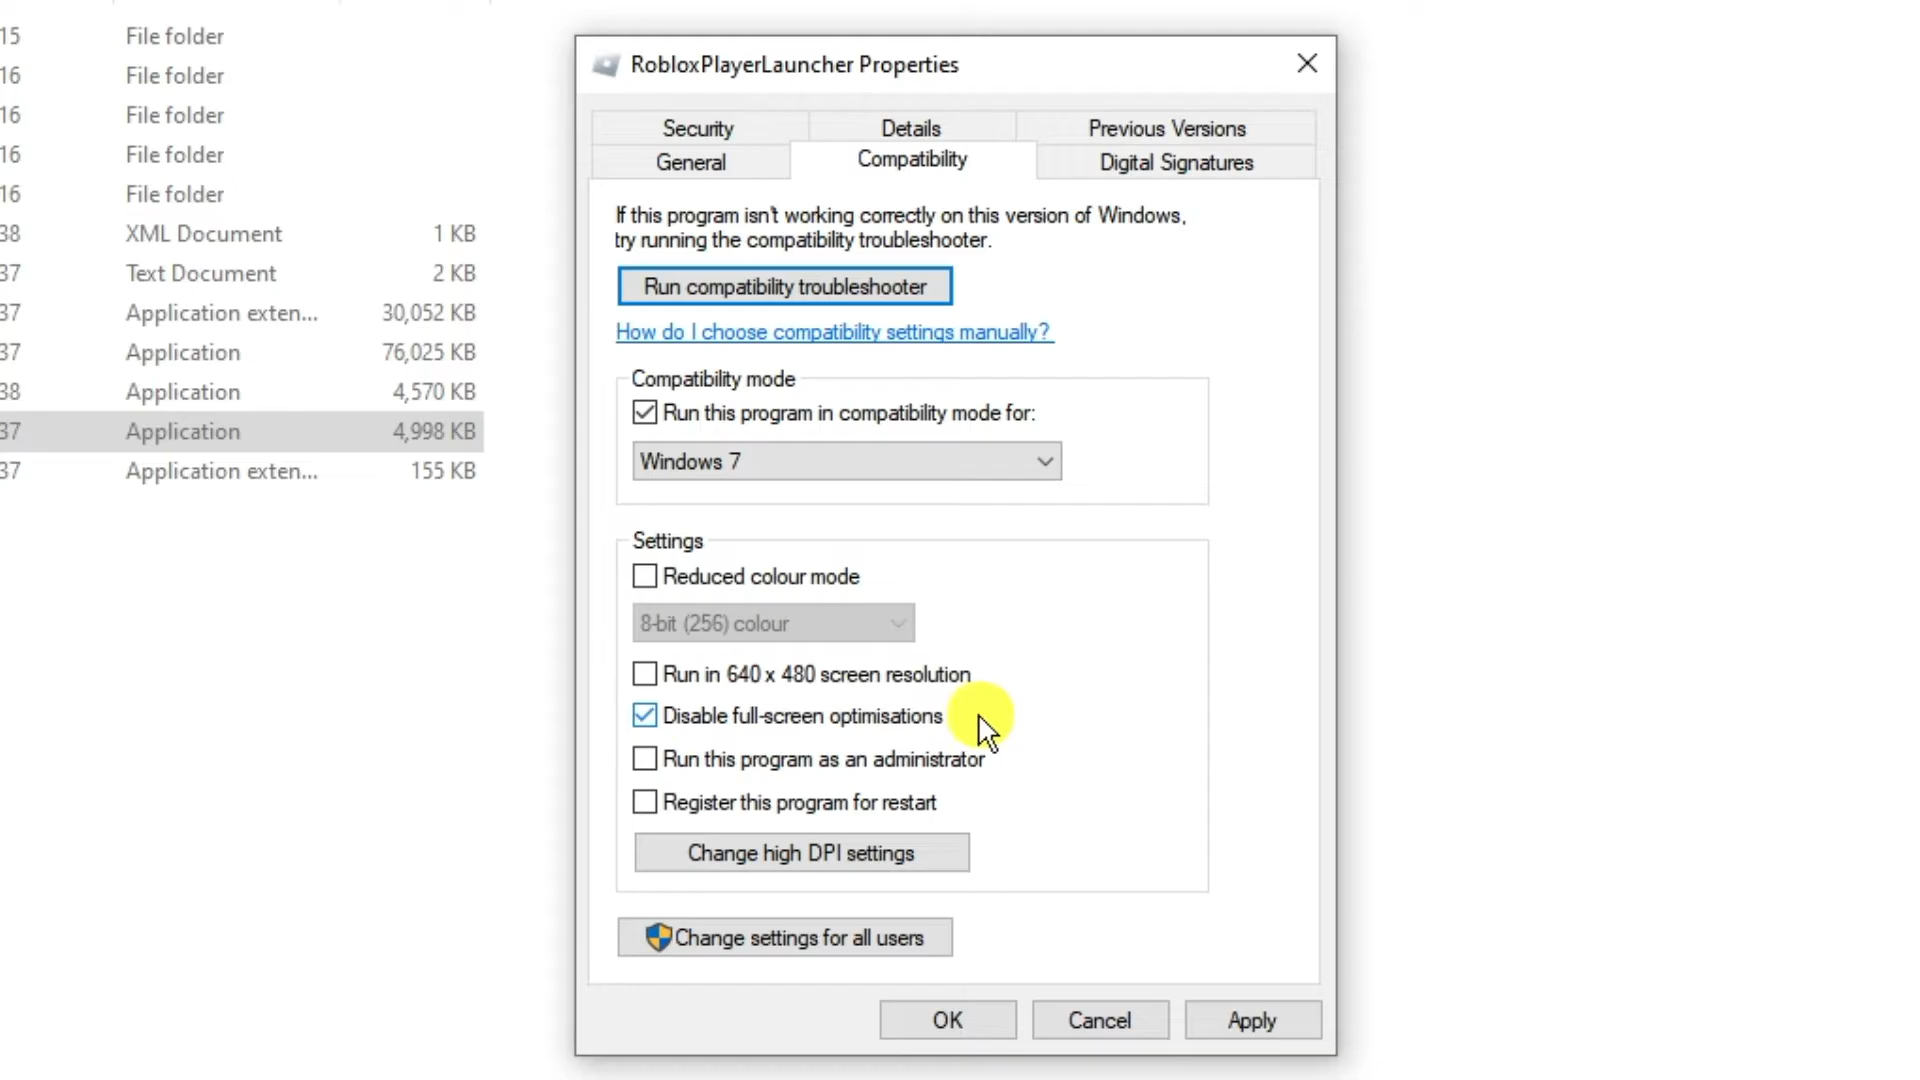 15 File folder
16 File folder
16 File folder
16 File folder
16 File folder
38 XML Document 1 KB
37 Text Document 2 KB
37 Application exten... 30,052 KB
37 Application 76,025 KB
38 Application 4,570 KB
37 Application 4,998 KB
37 Application exten... 155 KB
RobloxPlayerLauncher Properties
Security Details Previous Versions
General Compatibility Digital Signatures
If this program isn't working correctly on this version of Windows,
try running the compatibility troubleshooter.
Run compatibility troubleshooter
How do I choose compatibility settings manually?
Compatibility mode
Run this program in compatibility mode for:
Windows 7
Settings
Reduced colour mode
8-bit (256) colour
Run in 640 x 480 screen resolution
Disable full-screen optimisations
Run this program as an administrator
Register this program for restart
Change high DPI settings
Change settings for all users
OK Cancel Apply